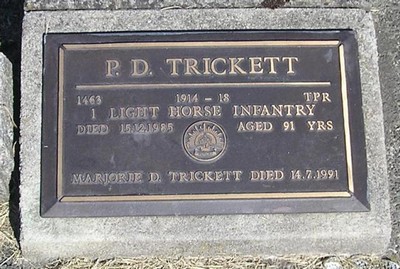 P. D. TRICKETT
1463 1914 - 18 TPR
1 LIGHT HORSE INFANTRY
DIED 15.12.1985 AGED 91 YRS
MARJORIE D. TRICKETT DIED 14.7.1991